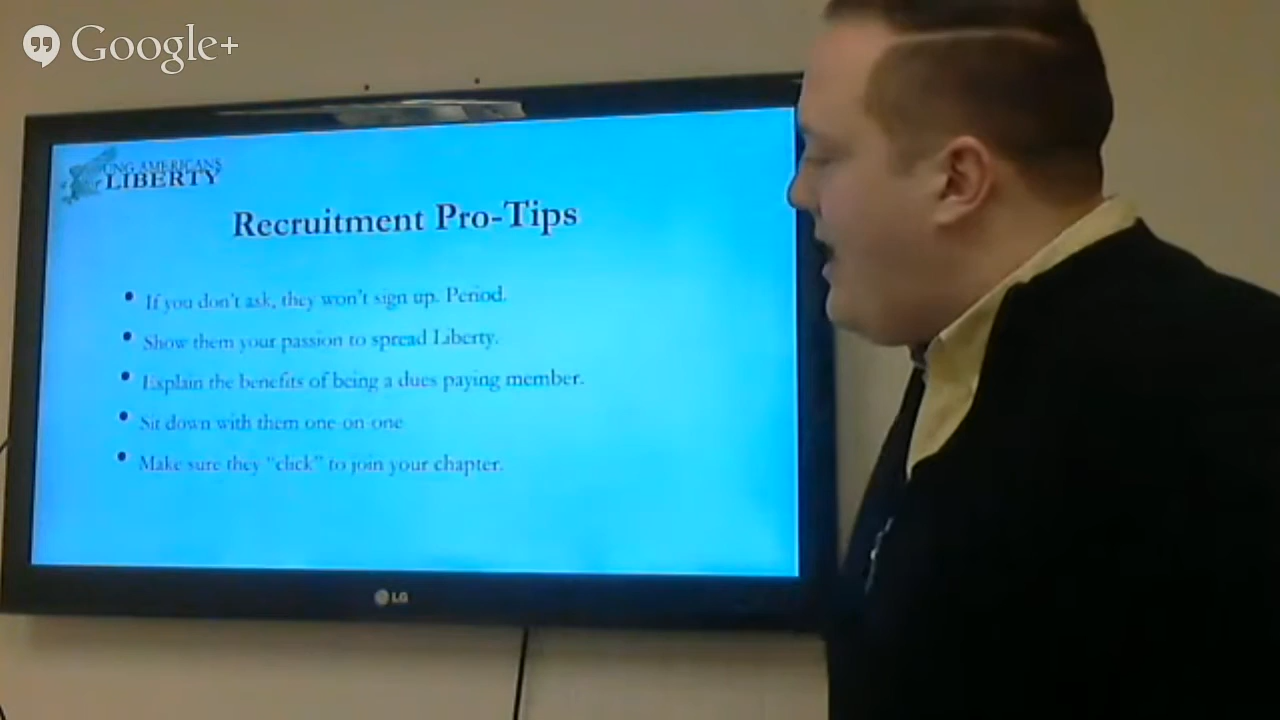 Google+
UNG AMERICANS
LIBERTY
Recruitment Pro-Tips
• If you don't ask, they won't sign up. Period.
• Show them your passion to spread Liberty.
• Explain the benefits of being a dues paying member.
• Sit down with them one on one
• Make sure they "click" to join your chapter.
LG